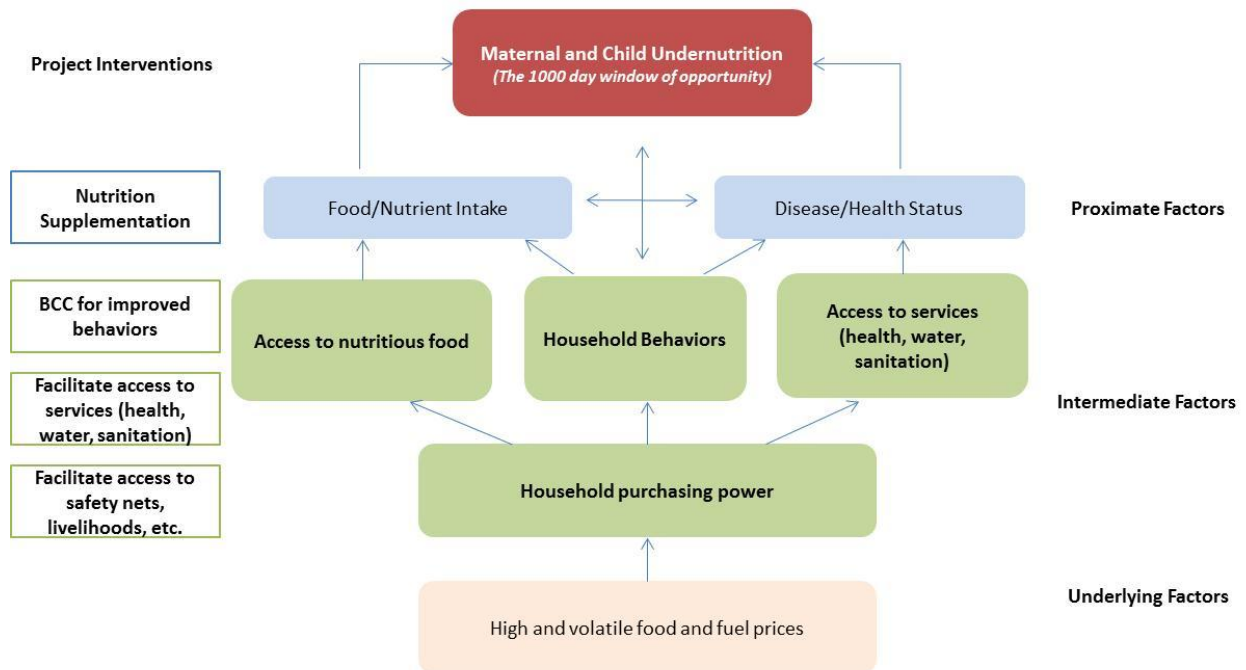 Maternal and Child Undernutrition
(The 1000 day window of opportunity)
Project Interventions
Nutrition
Supplementation
Food/Nutrient Intake
Disease/Health Status
Proximate Factors
BCC for improved
behaviors
Access to nutritious food
Household Behaviors
Access to services
(health, water,
sanitation)
Facilitate access to
services (health,
water, sanitation)
Intermediate Factors
Facilitate access to
safety nets,
livelihoods, etc.
Household purchasing power
Underlying Factors
High and volatile food and fuel prices